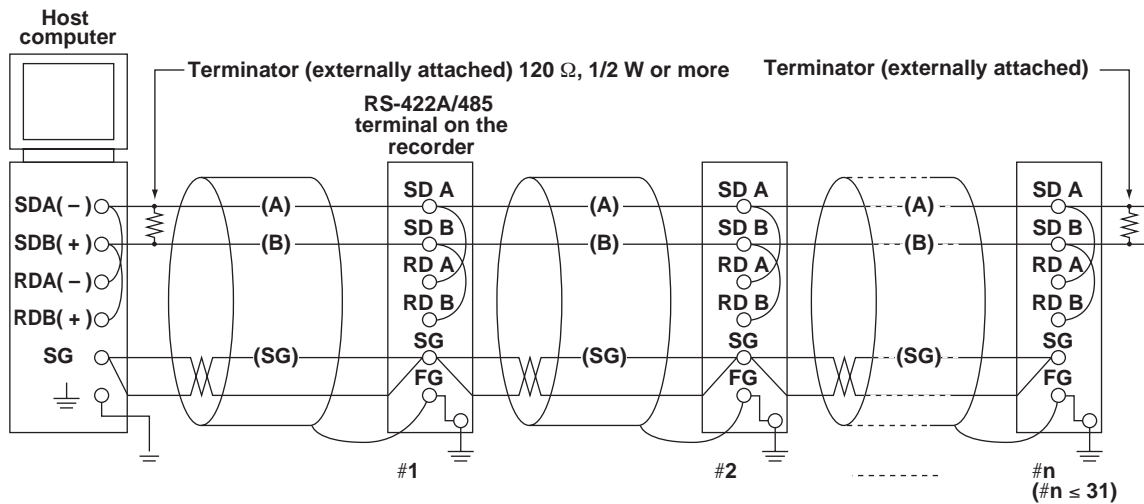 Host
computer
Terminator (externally attached) 120 Ω, 1/2 W or more
Terminator (externally attached)
RS-422A/485
terminal on the
recorder
SDA( − )
SDB( + )
RDA( − )
RDB( + )
SG
(A)
(B)
(SG)
SD A
SD B
RD A
RD B
SG
FG
#1
(A)
(B)
(SG)
SD A
SD B
RD A
RD B
SG
FG
#2
(A)
(B)
(SG)
SD A
SD B
RD A
RD B
SG
FG
#n
(#n ≤ 31)